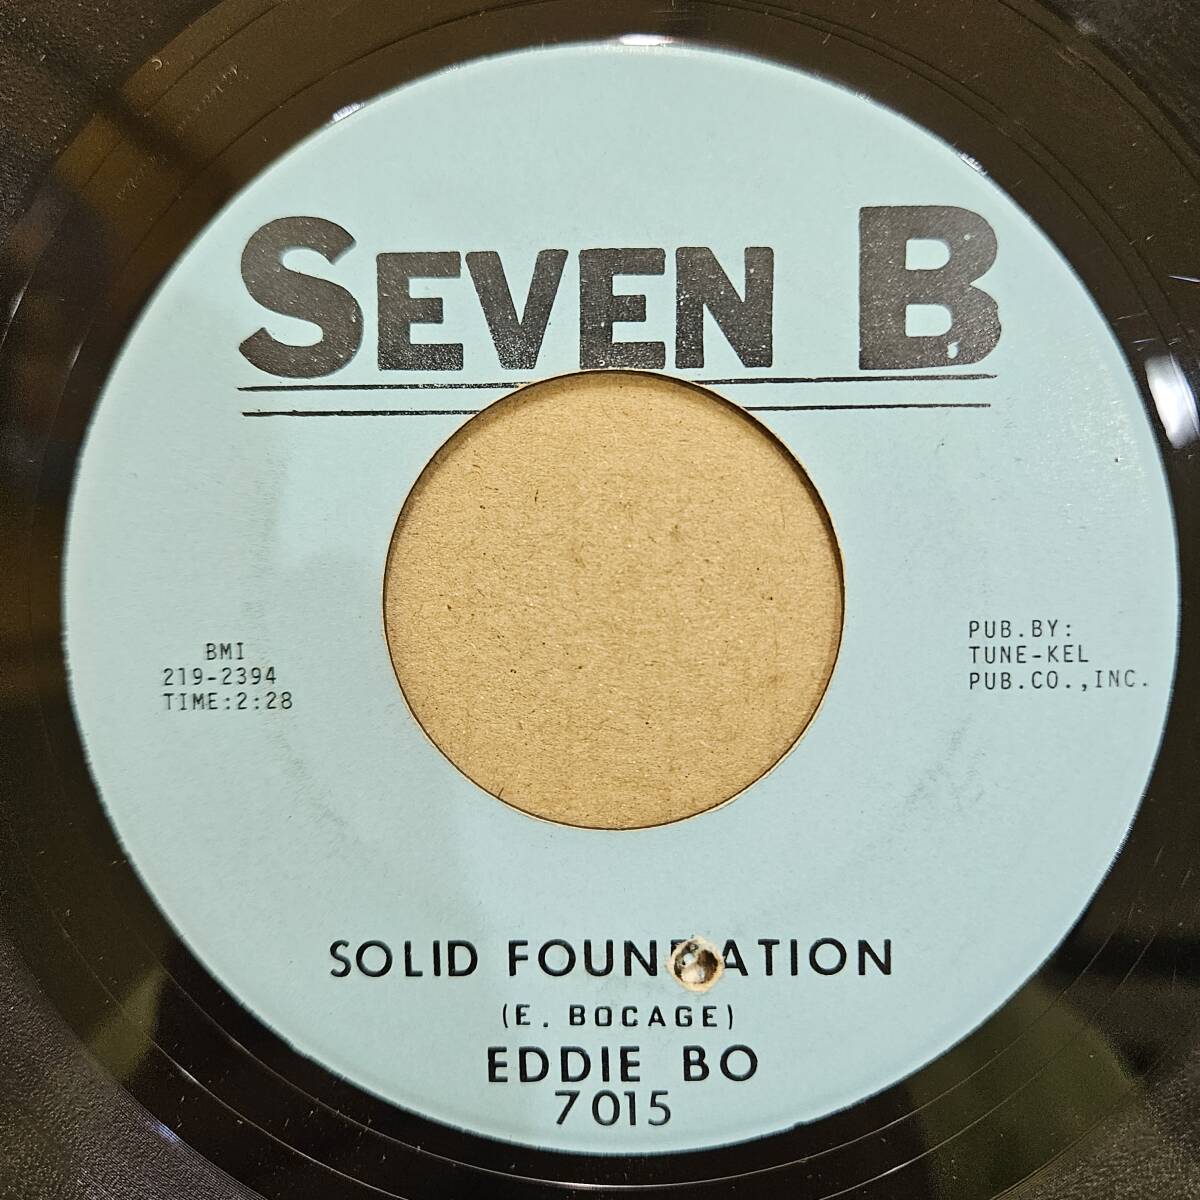 SEVEN B
BMI
219-2394
TIME:2:28
PUB.BY:
TUNE-KEL
PUB.CO.,INC.
SOLID FOUNDATION
(E. BOCAGE)
EDDIE BO
7015